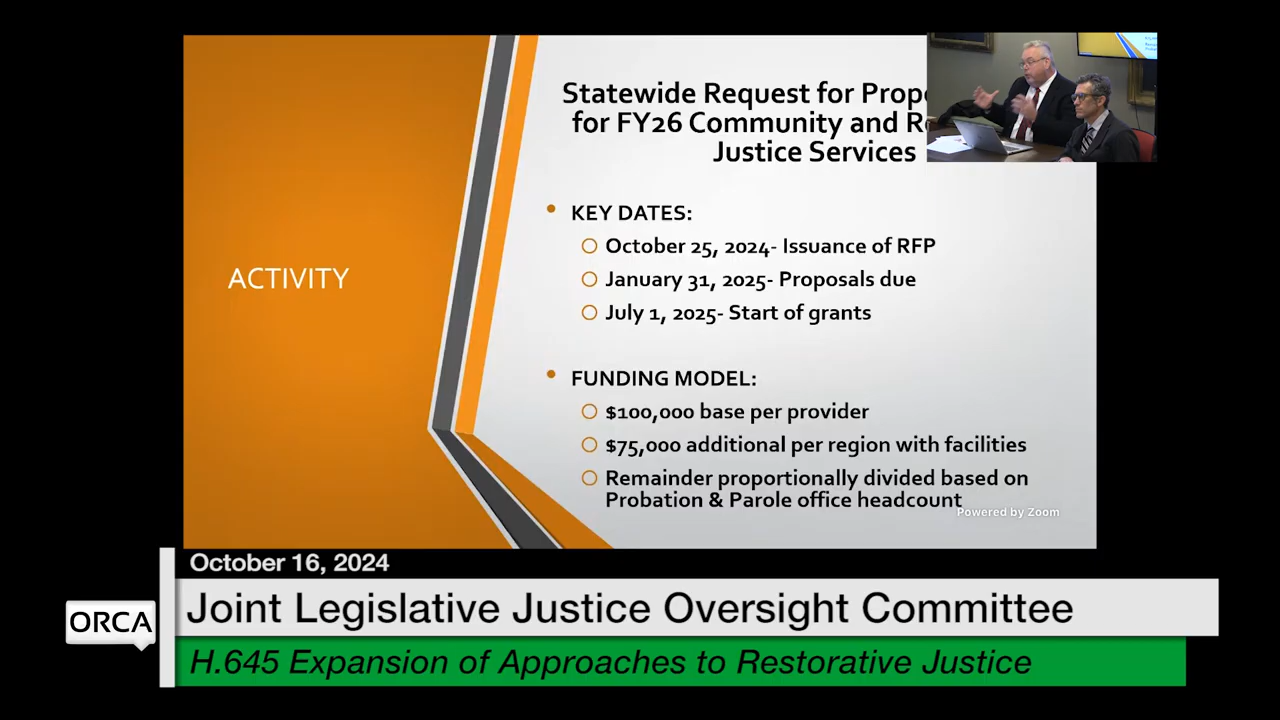 Statewide Request for
for FY26 Community and
Justice Services
ACTIVITY
• KEY DATES:
October 25, 2024- Issuance of RFP
January 31, 2025- Proposals due
July 1, 2025- Start of grants
• FUNDING MODEL:
$100,000 base per provider
$75,000 additional per region with facilities
Remainder proportionally divided based on
Probation & Parole office headcount
Powered by Zoom
October 16, 2024
ORCA
Joint Legislative Justice Oversight Committee
H.645 Expansion of Approaches to Restorative Justice